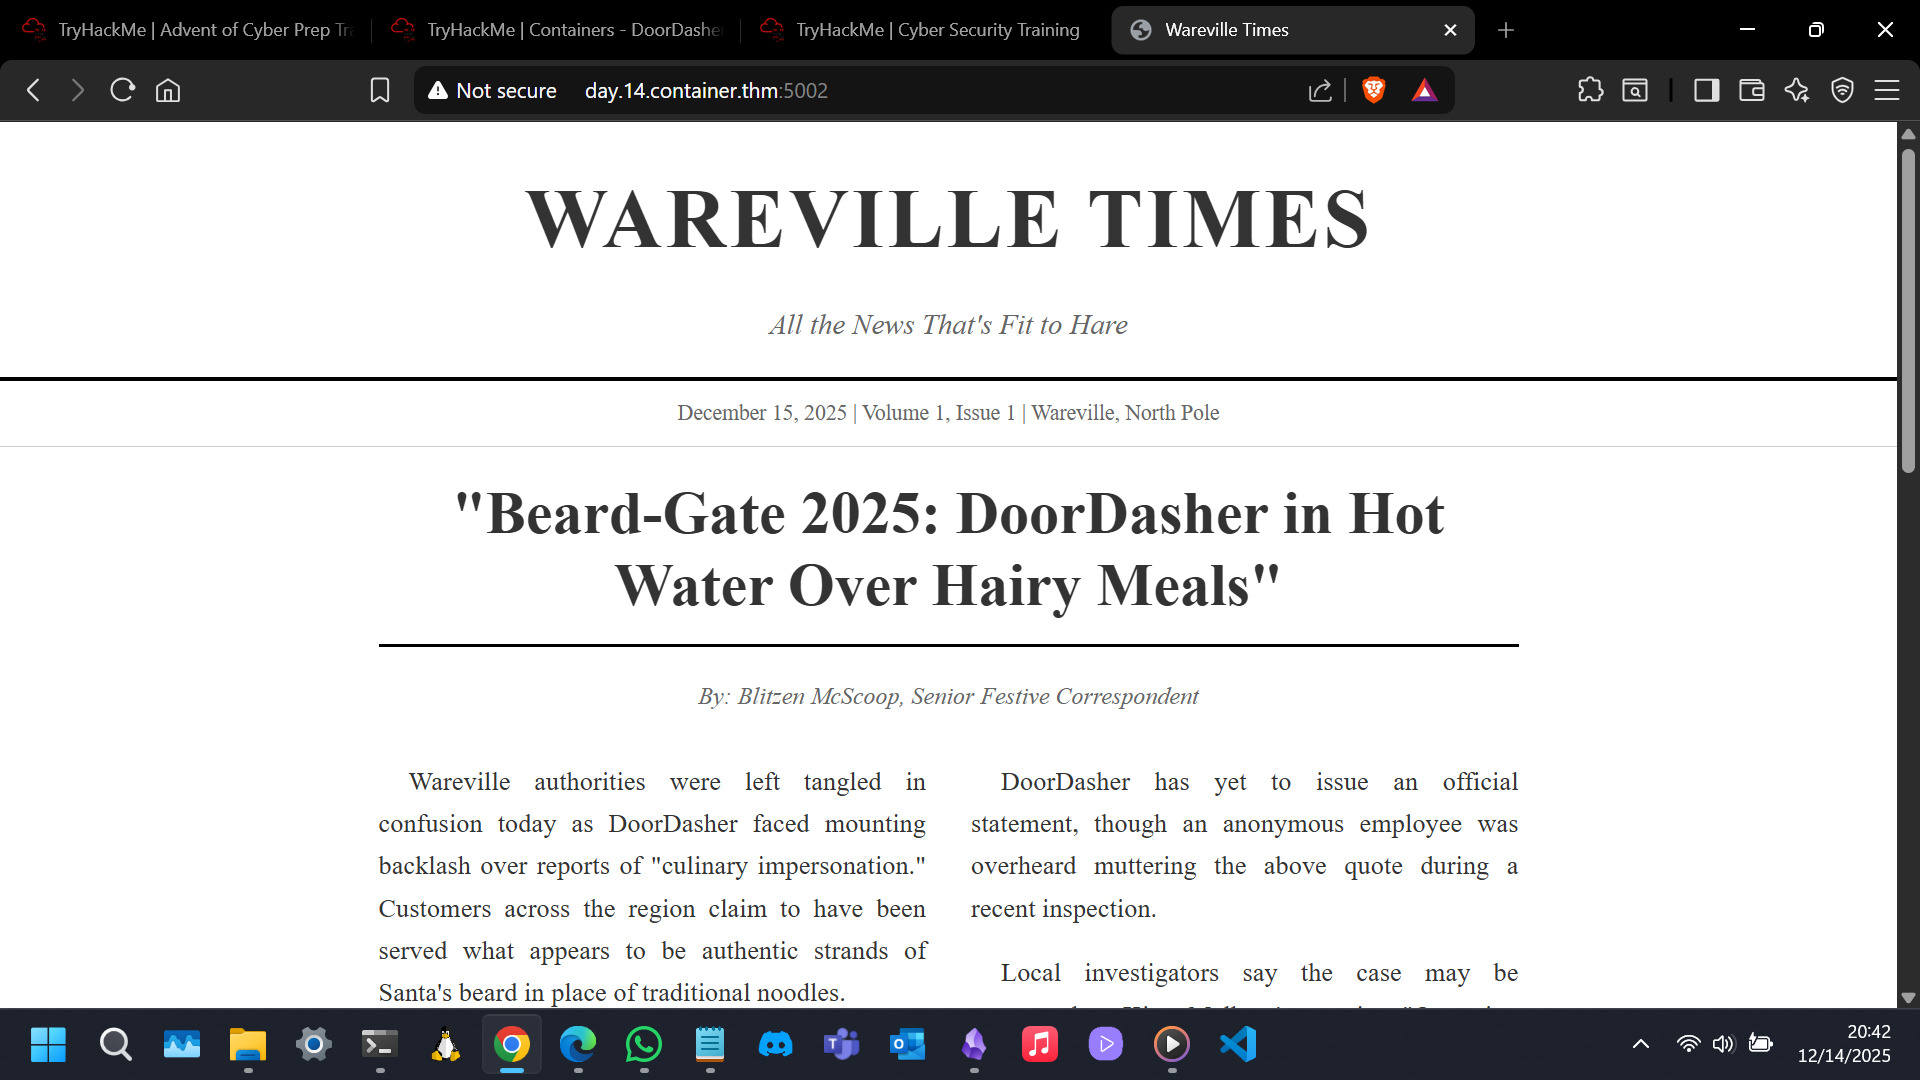 TryHackMe | Advent of Cyber Prep Tr
TryHackMe | Containers - DoorDasher
TryHackMe | Cyber Security Training
Wareville Times
Not secure
day.14.container.thm:5002
WAREVILLE TIMES
All the News That's Fit to Hare
December 15, 2025 | Volume 1, Issue 1 | Wareville, North Pole
"Beard-Gate 2025: DoorDasher in Hot
Water Over Hairy Meals"
By: Blitzen McScoop, Senior Festive Correspondent
Wareville authorities were left tangled in
confusion today as DoorDasher faced mounting
backlash over reports of "culinary impersonation."
Customers across the region claim to have been
served what appears to be authentic strands of
Santa's beard in place of traditional noodles.
DoorDasher has yet to issue an official
statement, though an anonymous employee was
overheard muttering the above quote during a
recent inspection.
Local investigators say the case may be
20:42
12/14/2025